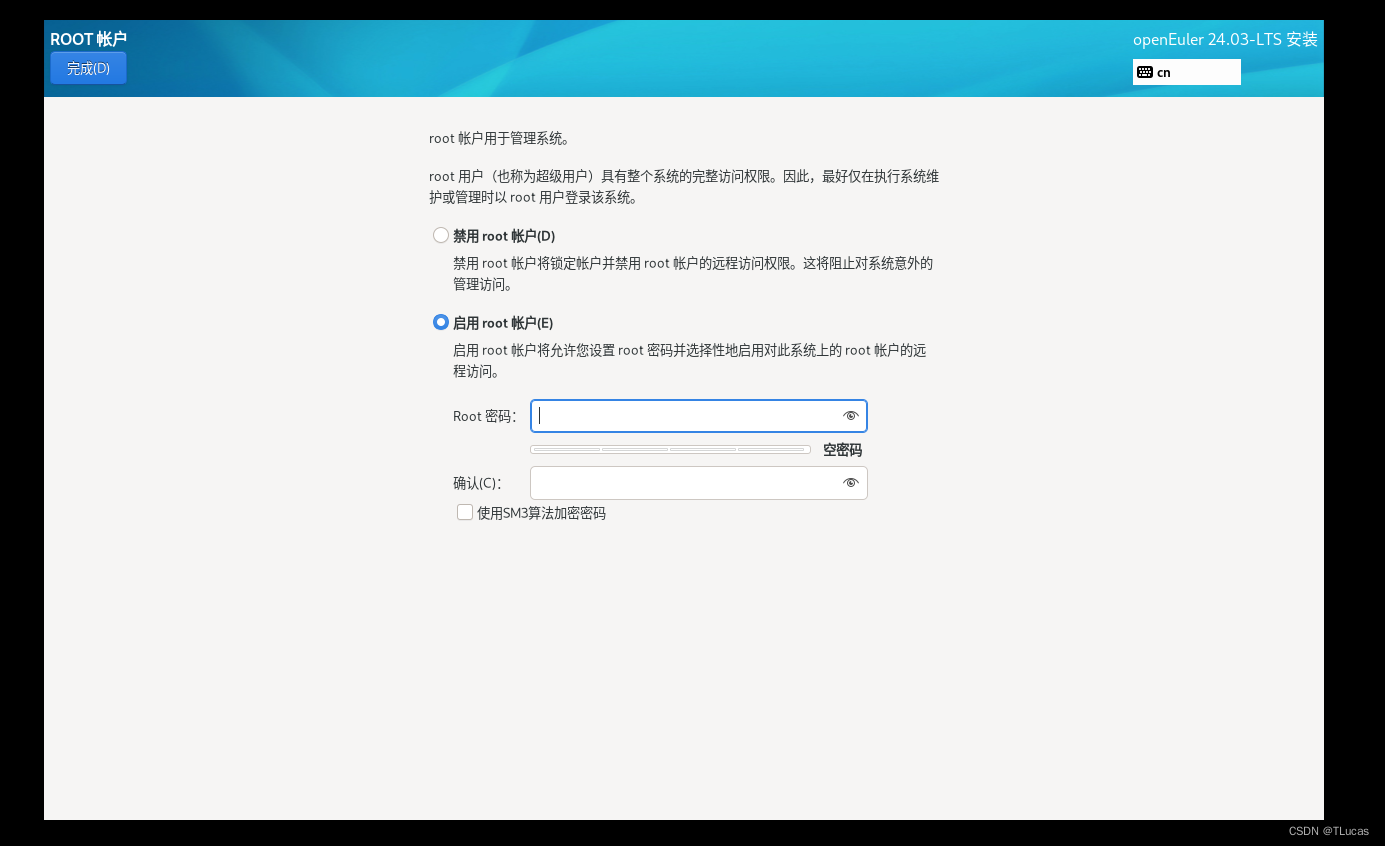 ROOT 帐户
完成(D)
openEuler 24.03-LTS 安装
cn
root 帐户用于管理系统。
root 用户（也称为超级用户）具有整个系统的完整访问权限。因此，最好仅在执行系统维
护或管理时以 root 用户登录该系统。
禁用 root 帐户(D)
禁用 root 帐户将锁定帐户并禁用 root 帐户的远程访问权限。这将阻止对系统意外的
管理访问。
启用 root 帐户(E)
启用 root 帐户将允许您设置 root 密码并选择性地启用对此系统上的 root 帐户的远
程访问。
Root 密码：
空密码
确认(C)：
使用SM3算法加密密码
CSDN @TLucas